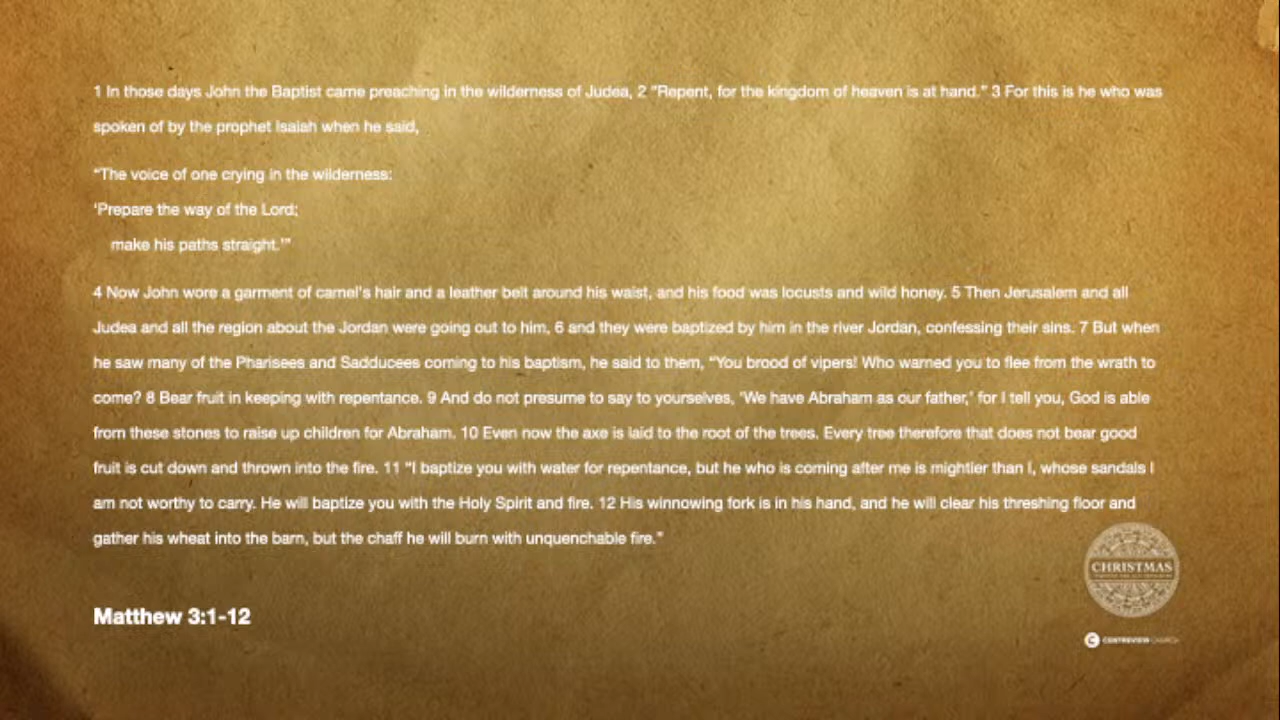 1 In those days John the Baptist came preaching in the wilderness of Judea, 2 "Repent, for the kingdom of heaven is at hand." 3 For this is he who was
spoken of by the prophet Isaiah when he said,
“The voice of one crying in the wilderness:
‘Prepare the way of the Lord;
make his paths straight.’”
4 Now John wore a garment of camel's hair and a leather belt around his waist, and his food was locusts and wild honey. 5 Then Jerusalem and all
Judea and all the region about the Jordan were going out to him, 6 and they were baptized by him in the river Jordan, confessing their sins. 7 But when
he saw many of the Pharisees and Sadducees coming to his baptism, he said to them, “You brood of vipers! Who warned you to flee from the wrath to
come? 8 Bear fruit in keeping with repentance. 9 And do not presume to say to yourselves, ‘We have Abraham as our father,’ for I tell you, God is able
from these stones to raise up children for Abraham. 10 Even now the axe is laid to the root of the trees. Every tree therefore that does not bear good
fruit is cut down and thrown into the fire. 11 “I baptize you with water for repentance, but he who is coming after me is mightier than I, whose sandals I
am not worthy to carry. He will baptize you with the Holy Spirit and fire. 12 His winnowing fork is in his hand, and he will clear his threshing floor and
gather his wheat into the barn, but the chaff he will burn with unquenchable fire.”
CHRISTMAS
Matthew 3:1-12
CENTREVIEW CHURCH